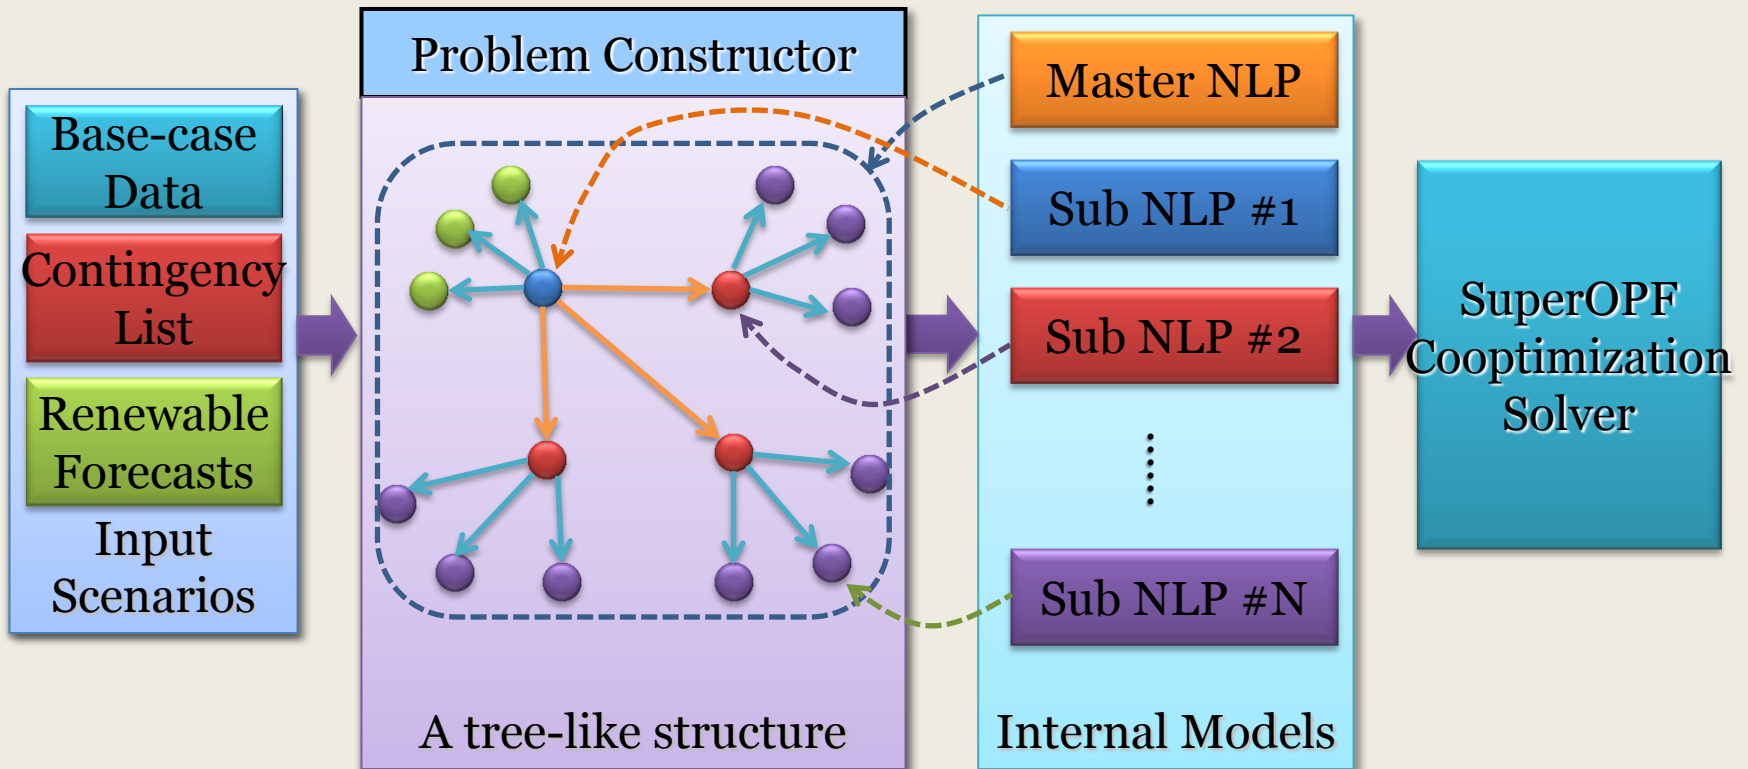 Problem Constructor
Base-case
Data
Contingency
List
Renewable
Forecasts
Input
Scenarios
A tree-like structure
Master NLP
Sub NLP #1
Sub NLP #2
Sub NLP #N
Internal Models
SuperOPF
Cooptimization
Solver